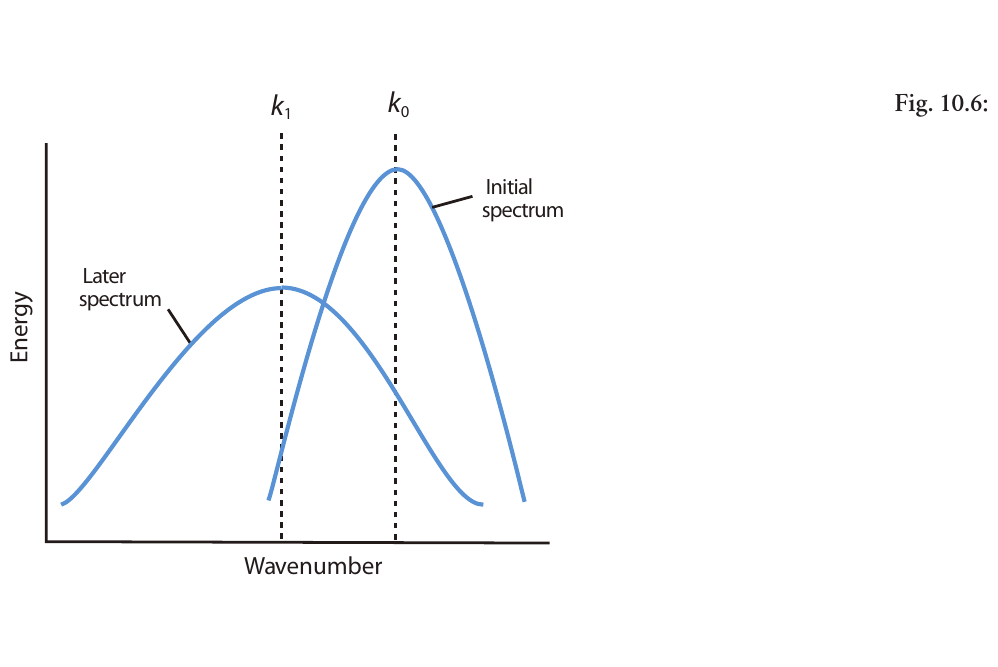 k1
k0
Fig. 10.6:
Initial
spectrum
Later
spectrum
Energy
Wavenumber